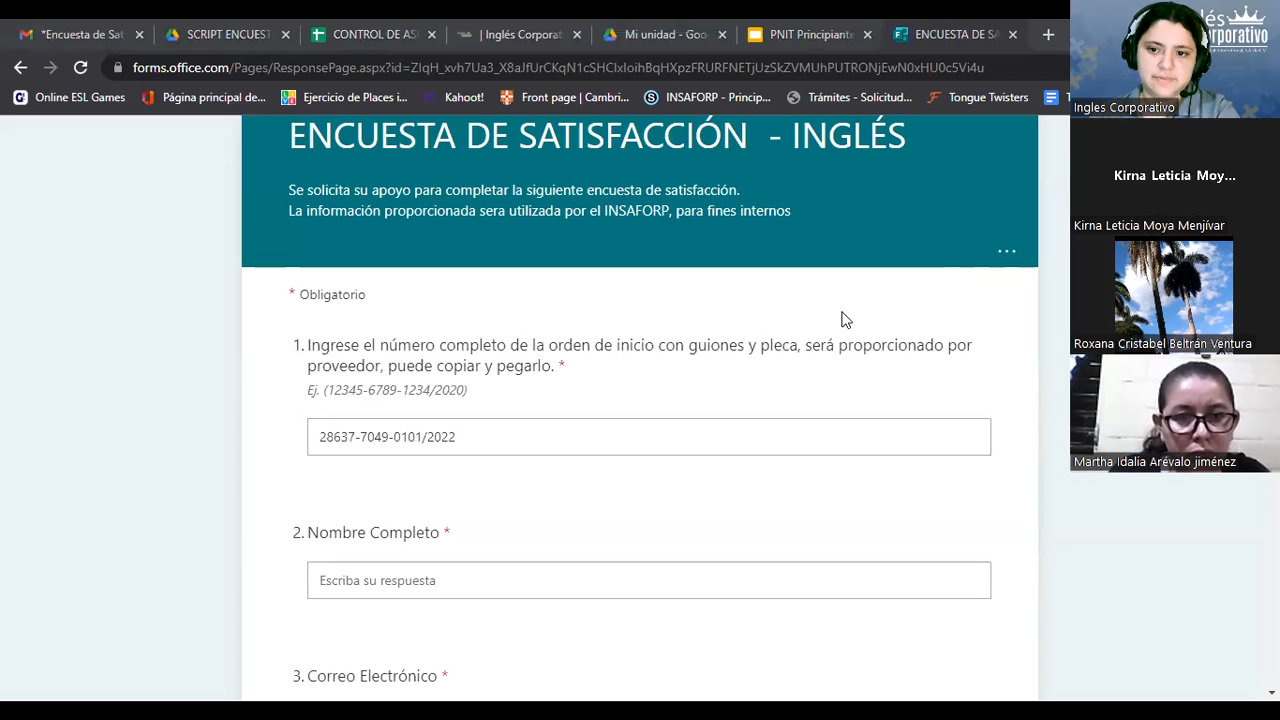 *Encuesta de Sat
SCRIPT ENCUEST
CONTROL DE ASI
| Inglés Corporat
Mi unidad - Goo
PNIT Principiante
ENCUESTA DE SA
forms.office.com/Pages/ResponsePage.aspx?id=
Online ESL Games
Página principal de...
Ejercicio de Places i...
Kahoot!
Front page | Cambri...
INSAFORP - Princip...
Trámites - Solicitud...
Tongue Twisters
ENCUESTA DE SATISFACCIÓN - INGLÉS
Se solicita su apoyo para completar la siguiente encuesta de satisfacción.
La información proporcionada sera utilizada por el INSAFORP, para fines internos
* Obligatorio
1. Ingrese el número completo de la orden de inicio con guiones y pleca, será proporcionado por
proveedor, puede copiar y pegarlo. *
Ej. (12345-6789-1234/2020)
28637-7049-0101/2022
2. Nombre Completo *
Escriba su respuesta
3. Correo Electrónico *
Ingles Corporativo
Kirna Leticia Moy...
Kirna Leticia Moya Menjívar
Roxana Cristabel Beltrán Ventura
Martha Idalia Arévalo jiménez